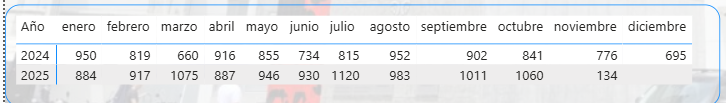 Año enero febrero marzo abril mayo junio julio agosto septiembre octubre noviembre diciembre
2024 950 819 660 916 855 734 815 952 902 841 776 695
2025 884 917 1075 887 946 930 1120 983 1011 1060 134